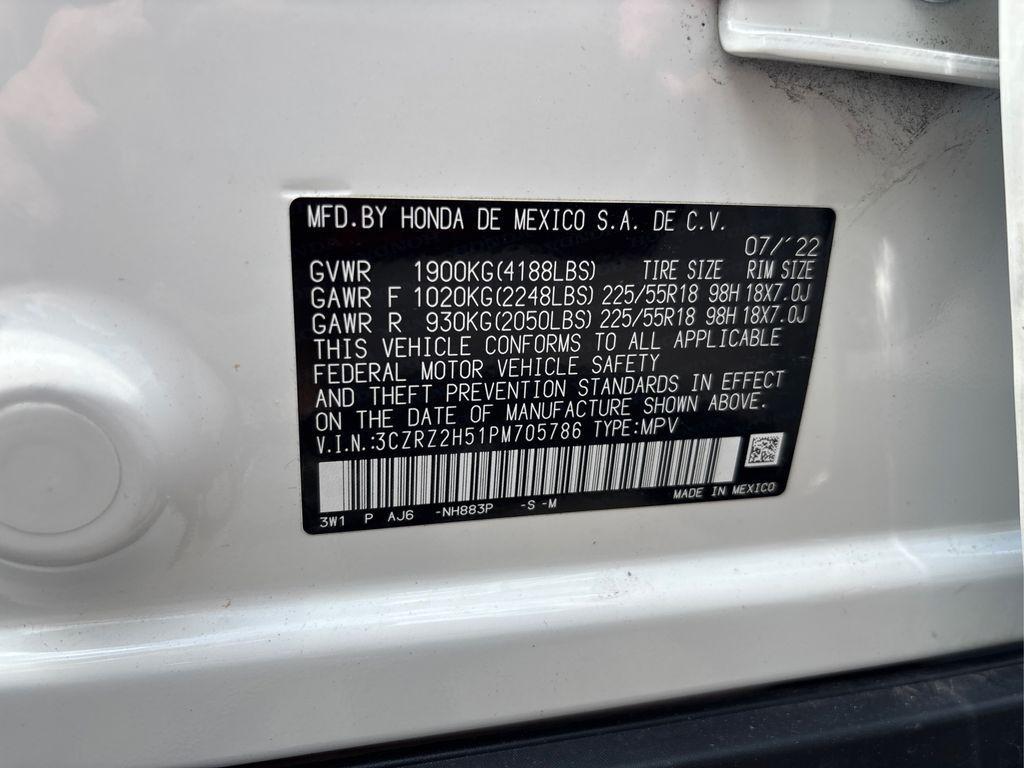 MFD.BY HONDA DE MEXICO S.A. DE C.V.
07/´22
GVWR 1900KG(4188LBS) TIRE SIZE RIM SIZE
GAWR F 1020KG(2248LBS) 225/55R18 98H 18X7.0J
GAWR R 930KG(2050LBS) 225/55R18 98H 18X7.0J
THIS VEHICLE CONFORMS TO ALL APPLICABLE
FEDERAL MOTOR VEHICLE SAFETY
AND THEFT PREVENTION STANDARDS IN EFFECT
ON THE DATE OF MANUFACTURE SHOWN ABOVE.
V.I.N.:3CZRZ2H51PM705786 TYPE:MPV
MADE IN MEXICO
3W1 P AJ6 -NH883P -S -M